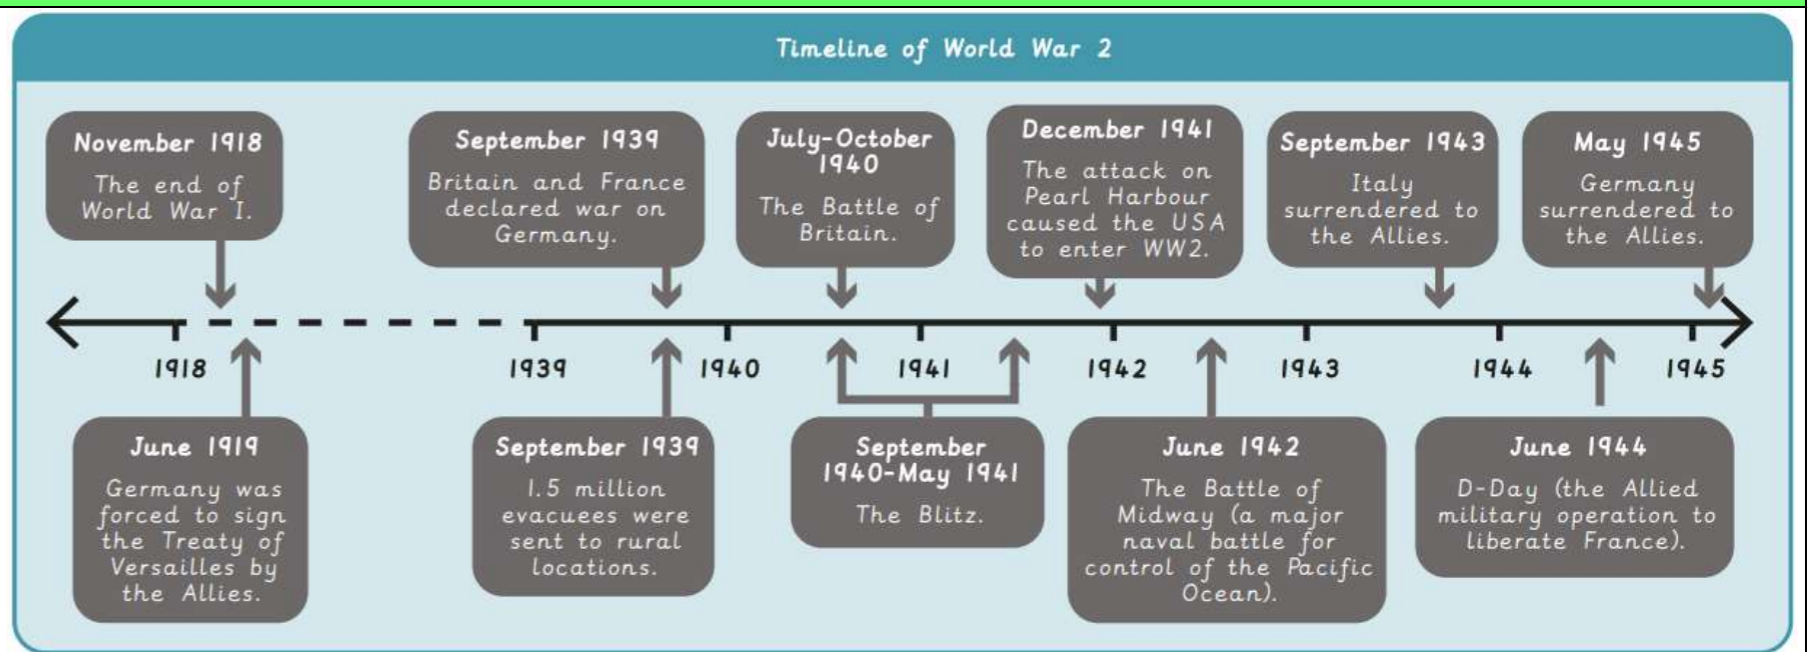 Timeline of World War 2
November 1918
The end of
World War I.
September 1939
Britain and France
declared war on
Germany.
July-October
1940
The Battle of
Britain.
December 1941
The attack on
Pearl Harbour
caused the USA
to enter WW2.
September 1943
Italy
surrendered to
the Allies.
May 1945
Germany
surrendered to
the Allies.
1918
1939
1940
1941
1942
1943
1944
1945
June 1919
Germany was
forced to sign
the Treaty of
Versailles by
the Allies.
September 1939
1.5 million
evacuees were
sent to rural
locations.
September
1940-May 1941
The Blitz.
June 1942
The Battle of
Midway (a major
naval battle for
control of the Pacific
Ocean).
June 1944
D-Day (the Allied
military operation to
liberate France).